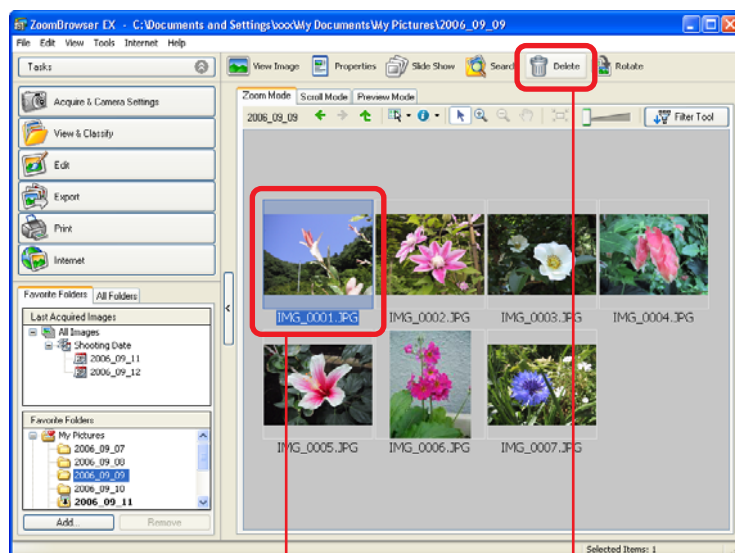 ZoomBrowser EX - C:\Documents and Settings\xxx\My Documents\My Pictures\2006_09_09
File Edit View Tools Internet Help
Tasks
View Image Properties Slide Show Search Delete Rotate
Acquire & Camera Settings
View & Classify
Edit
Export
Print
Internet
Zoom Mode Scroll Mode Preview Mode
2006_09_09
Filter Tool
IMG_0001.JPG IMG_0002.JPG IMG_0003.JPG IMG_0004.JPG
IMG_0005.JPG IMG_0006.JPG IMG_0007.JPG
Favorite Folders All Folders
Last Acquired Images
All Images
Shooting Date
2006_09_11
2006_09_12
Favorite Folders
My Pictures
2006_09_07
2006_09_08
2006_09_09
2006_09_10
2006_09_11
Add... Remove
Selected Items: 1